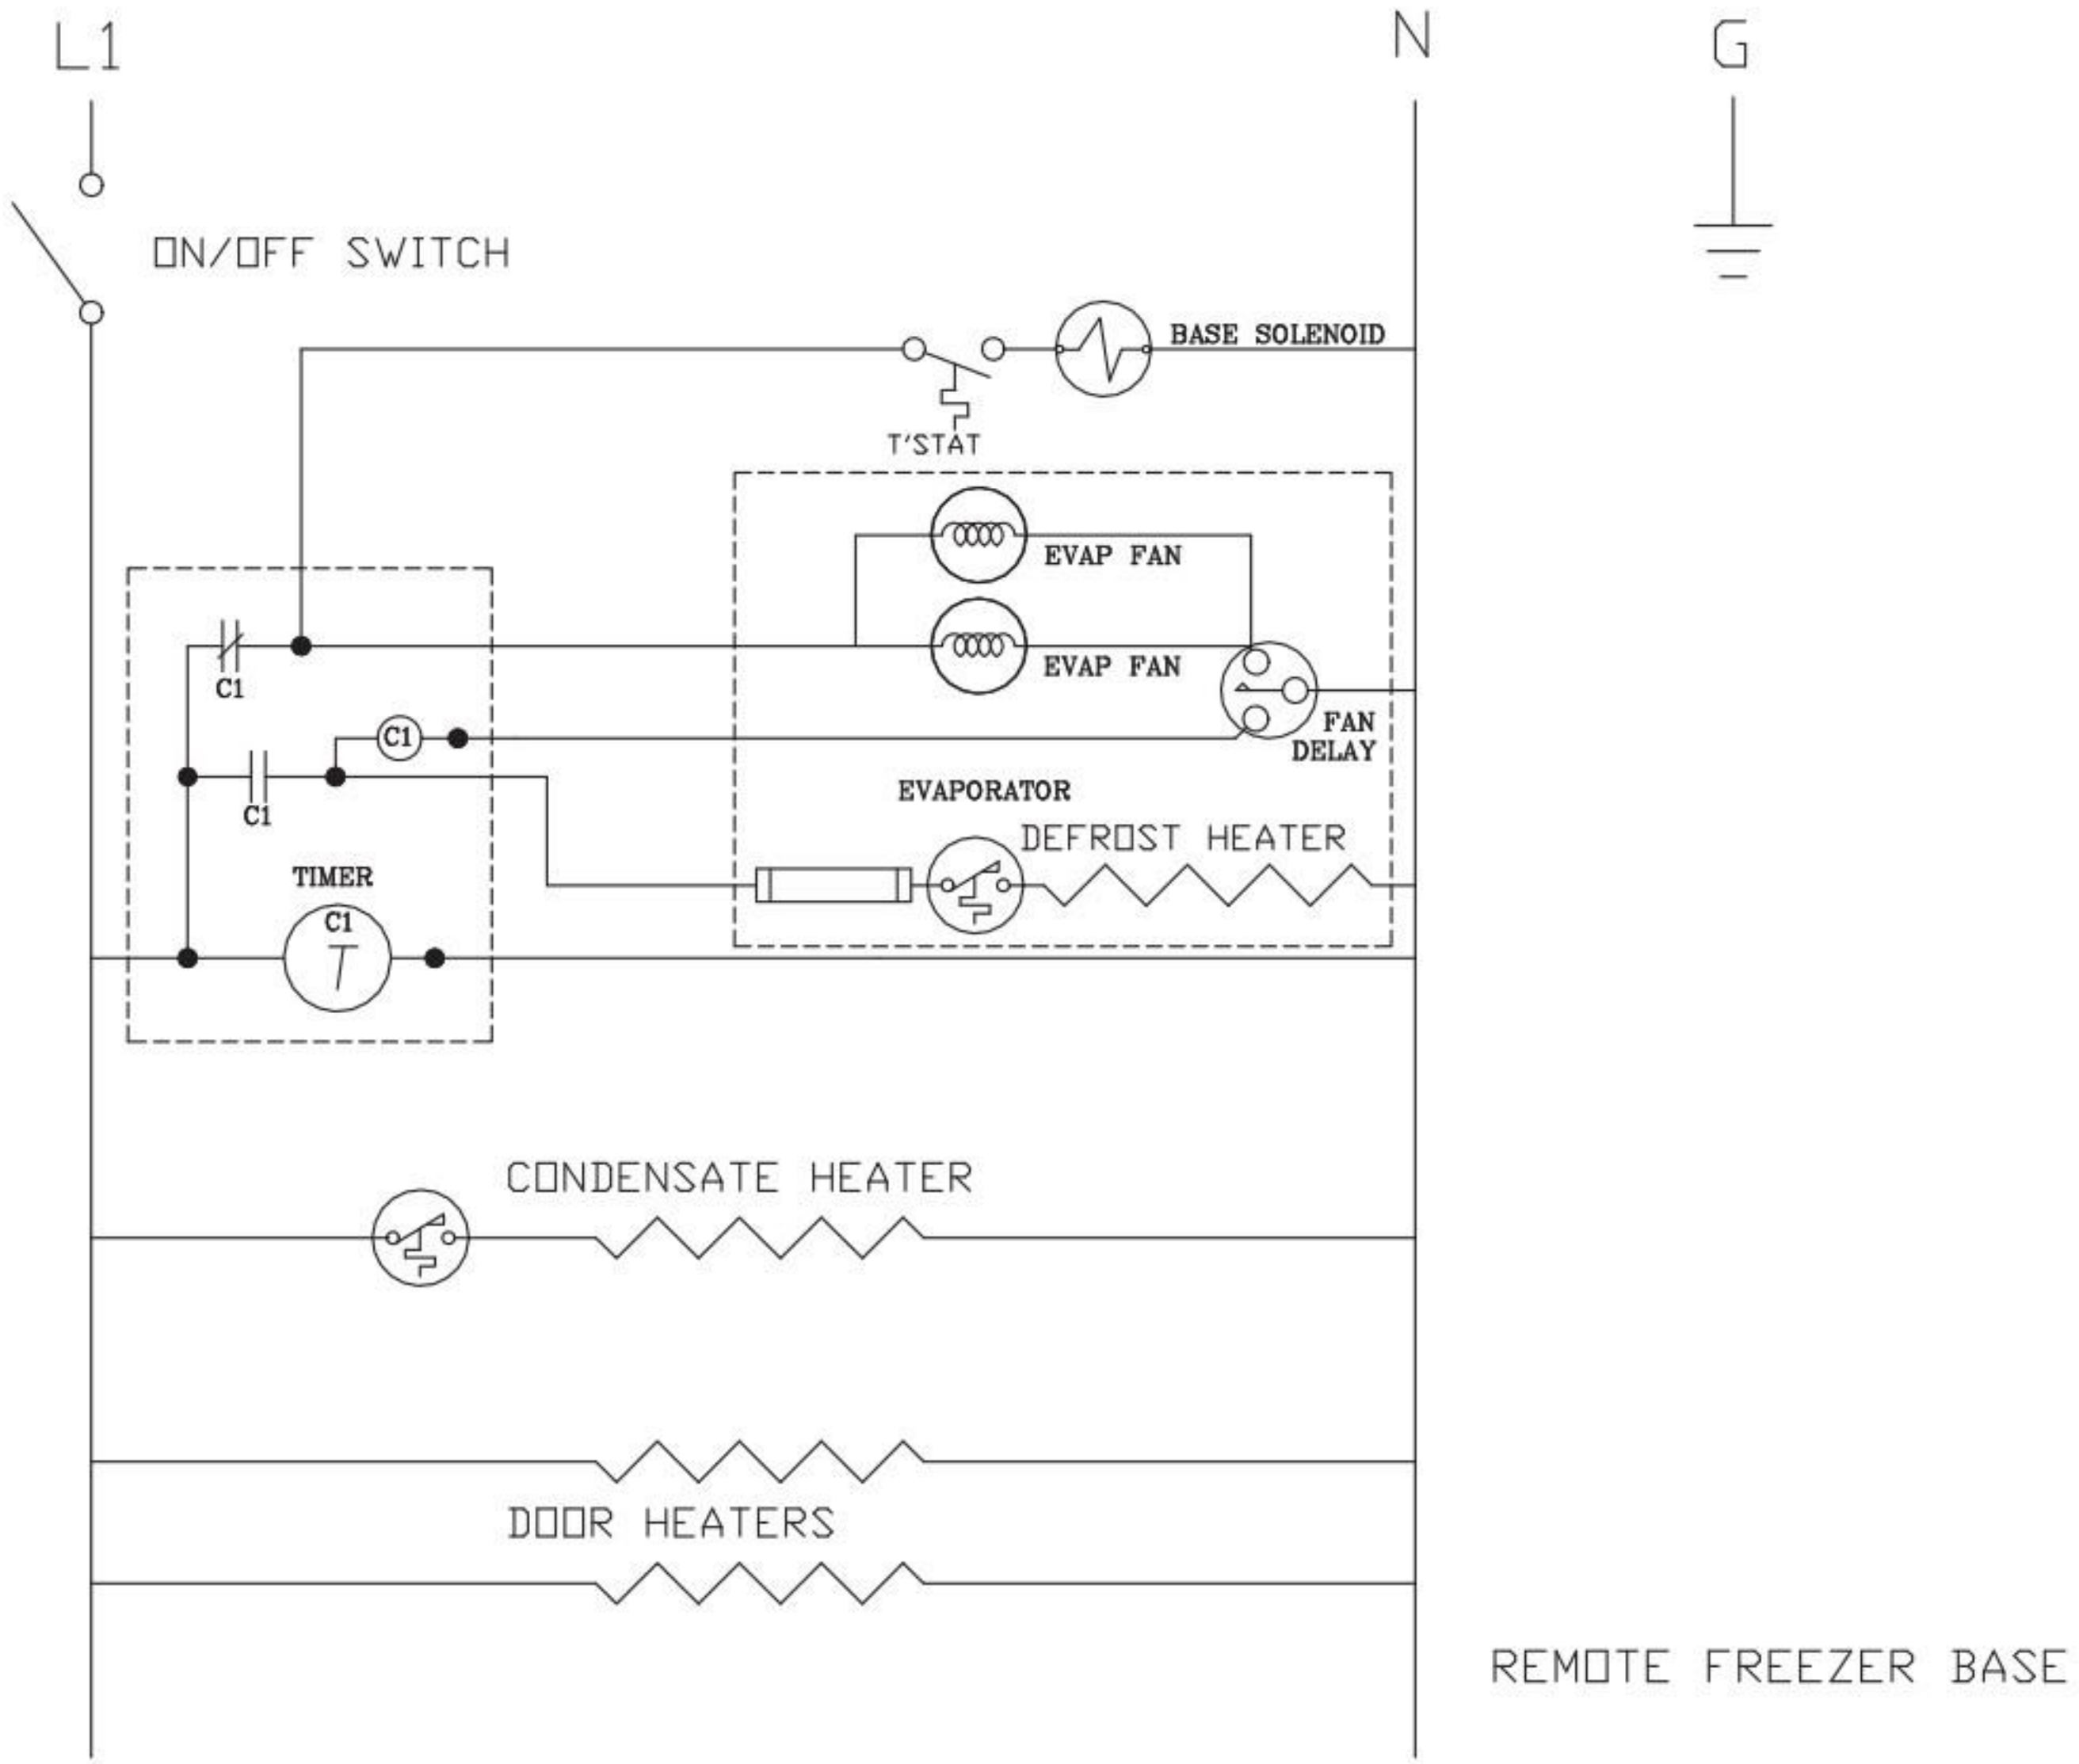 L1
N
G
ON/OFF SWITCH
BASE SOLENOID
T'STAT
EVAP FAN
EVAP FAN
C1
C1
FAN
DELAY
EVAPORATOR
C1
DEFROST HEATER
TIMER
C1
T
CONDENSATE HEATER
DOOR HEATERS
REMOTE FREEZER BASE